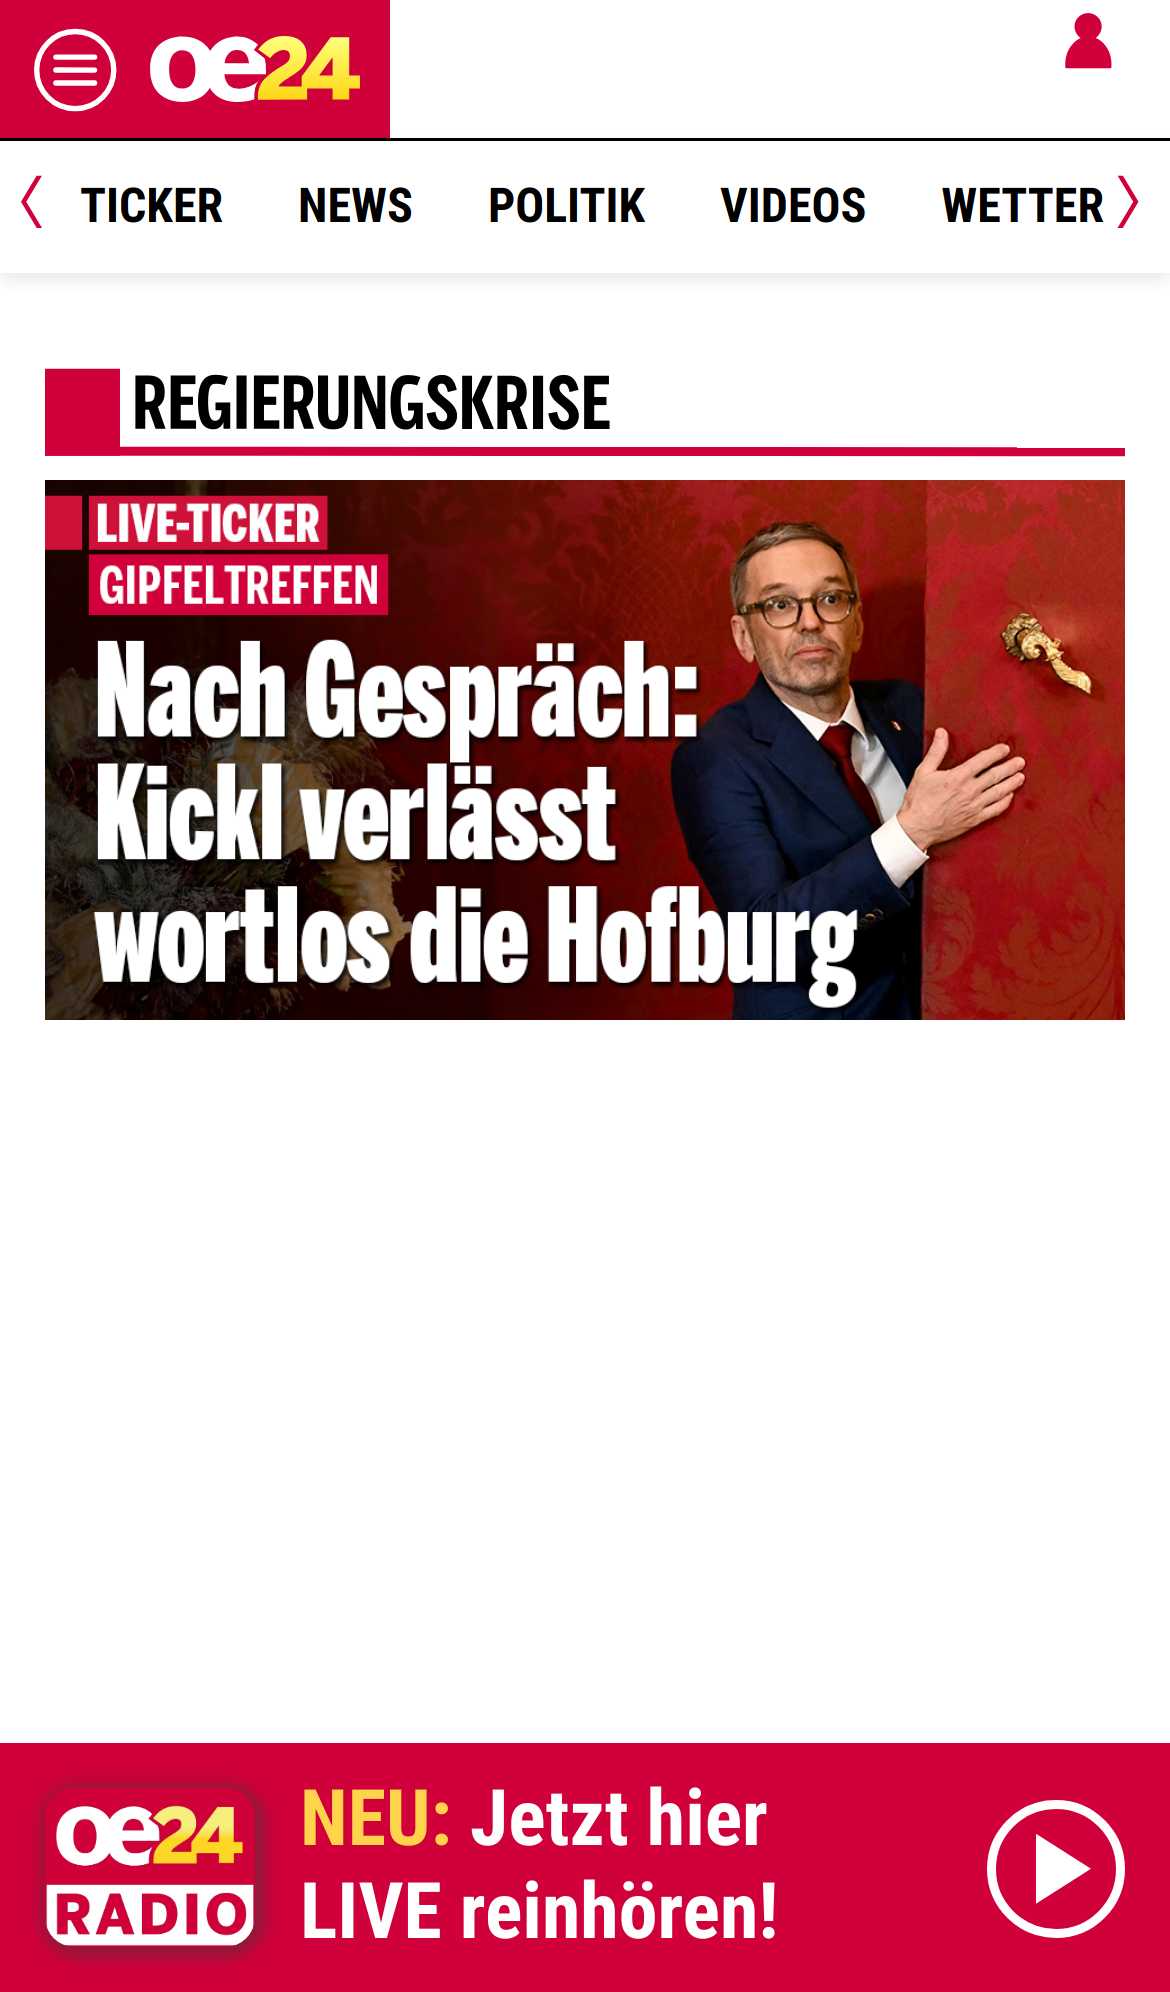 oe24
TICKER NEWS POLITIK VIDEOS WETTER
REGIERUNGSKRISE
LIVE-TICKER
GIPFELTREFFEN
Nach Gespräch:
Kickl verlässt
wortlos die Hofburg
oe24
RADIO
NEU: Jetzt hier
LIVE reinhören!